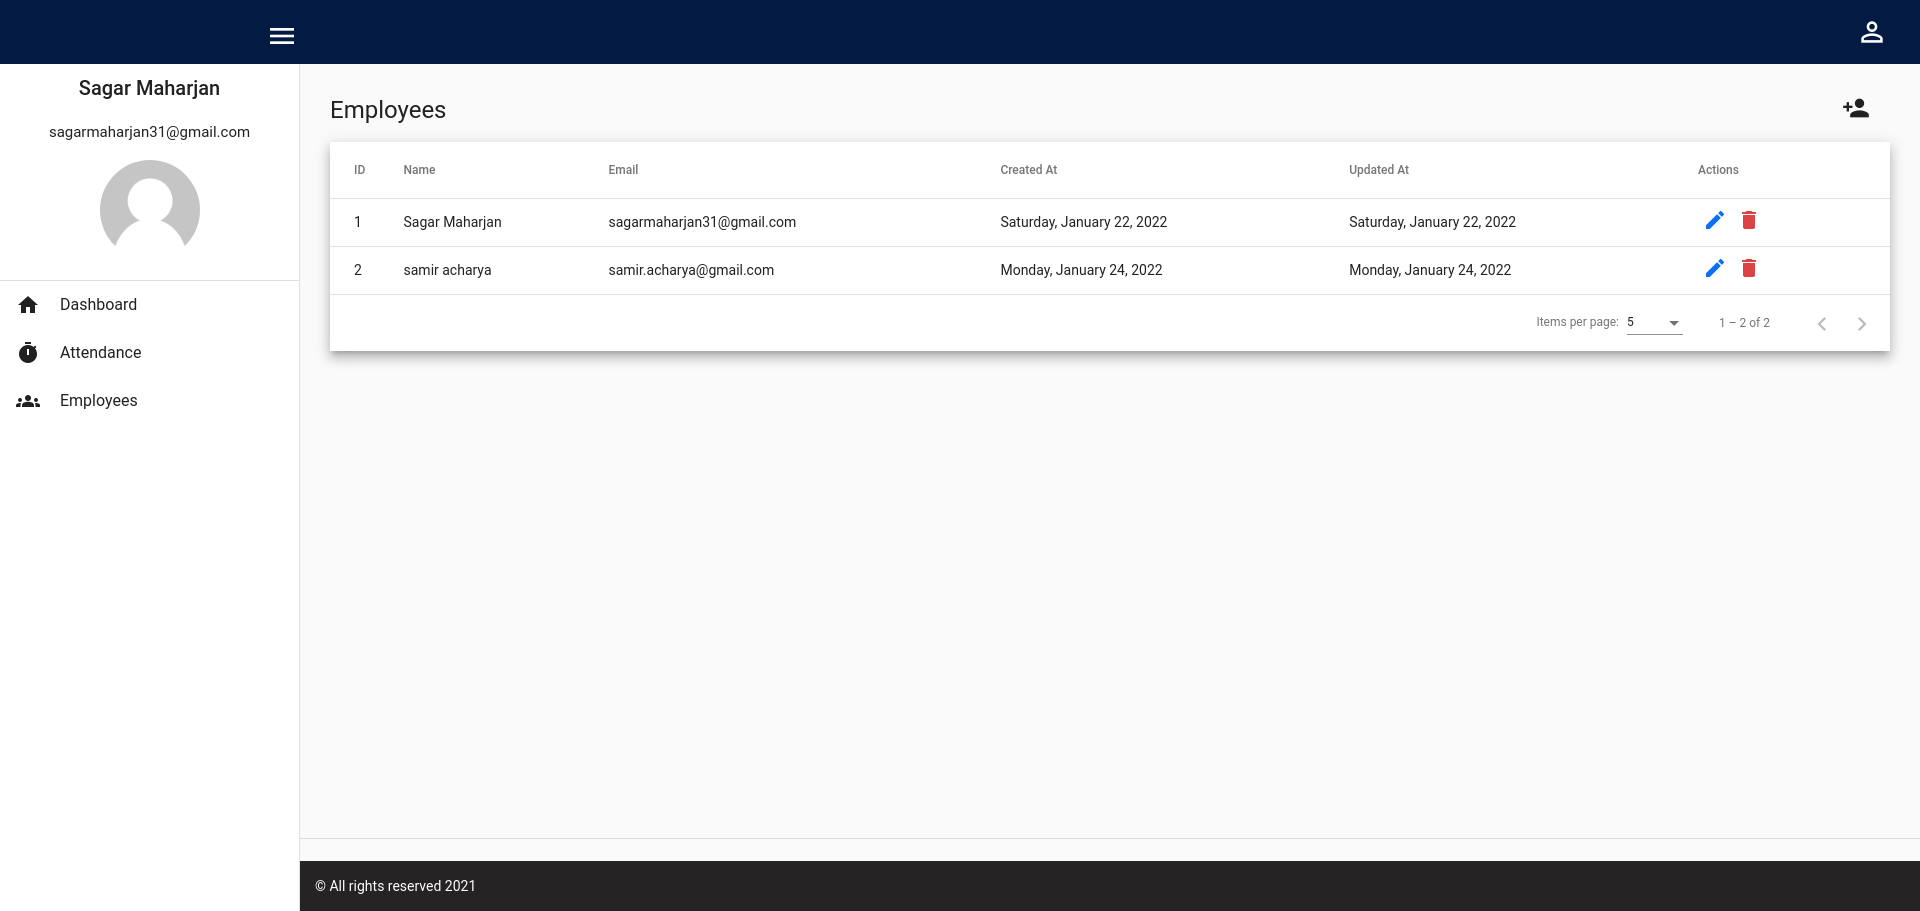 Sagar Maharjan
sagarmaharjan31@gmail.com
Dashboard
Attendance
Employees
Employees
ID Name Email Created At Updated At Actions
1 Sagar Maharjan sagarmaharjan31@gmail.com Saturday, January 22, 2022 Saturday, January 22, 2022
2 samir acharya samir.acharya@gmail.com Monday, January 24, 2022 Monday, January 24, 2022
Items per page: 5 1 – 2 of 2
© All rights reserved 2021